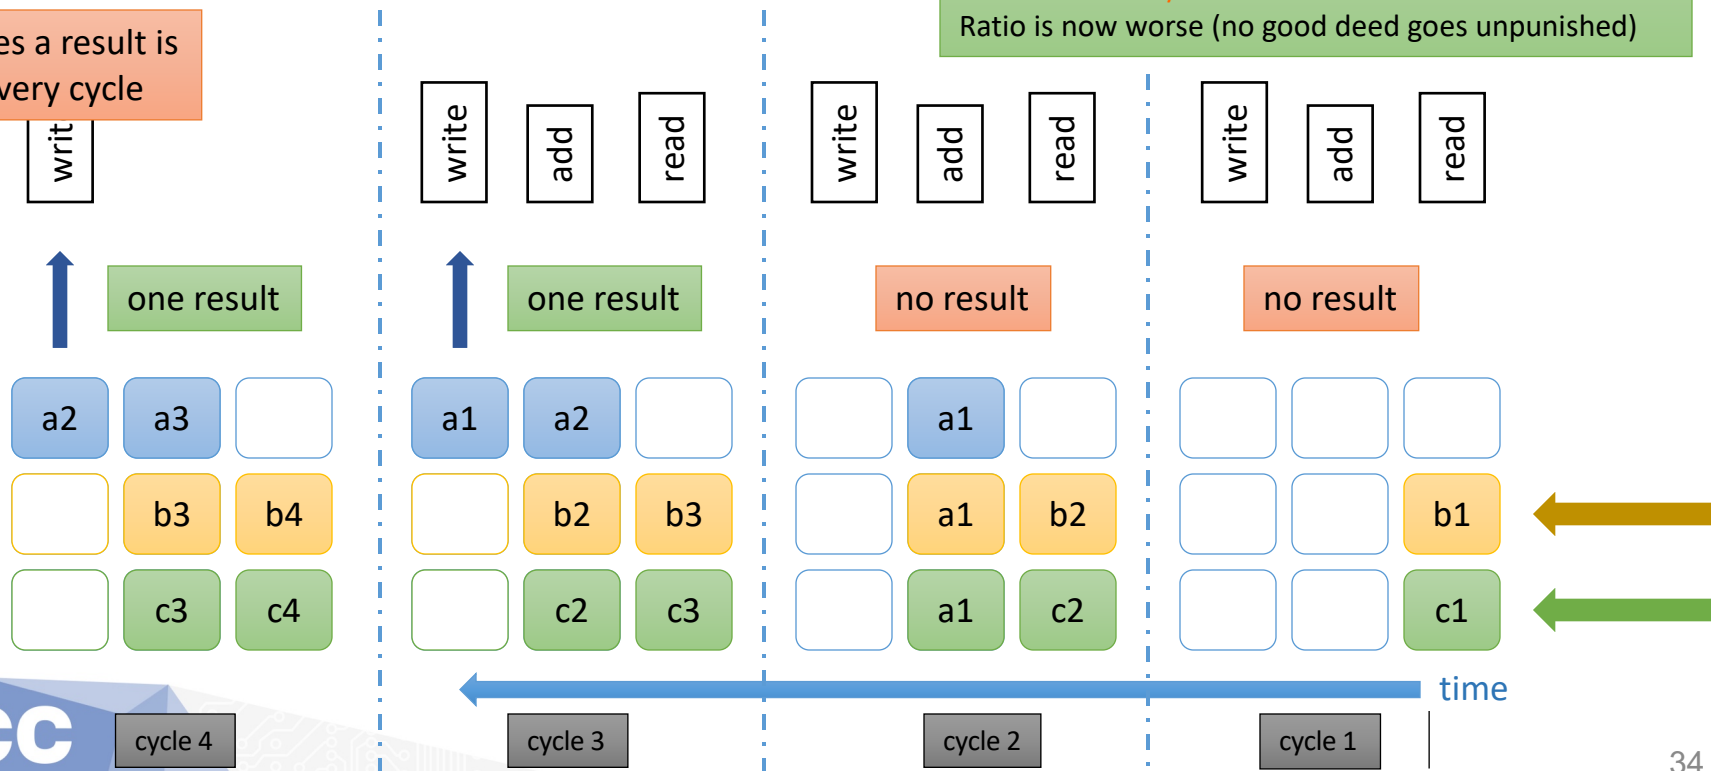 es a result is
very cycle
Ratio is now worse (no good deed goes unpunished)
writ
write add read
write add read
write add read
one result
one result
no result
no result
a2 a3
a1 a2
a1
b3 b4
b2 b3
a1 b2
b1
c3 c4
c2 c3
a1 c2
c1
time
cc
cycle 4
cycle 3
cycle 2
cycle 1
34